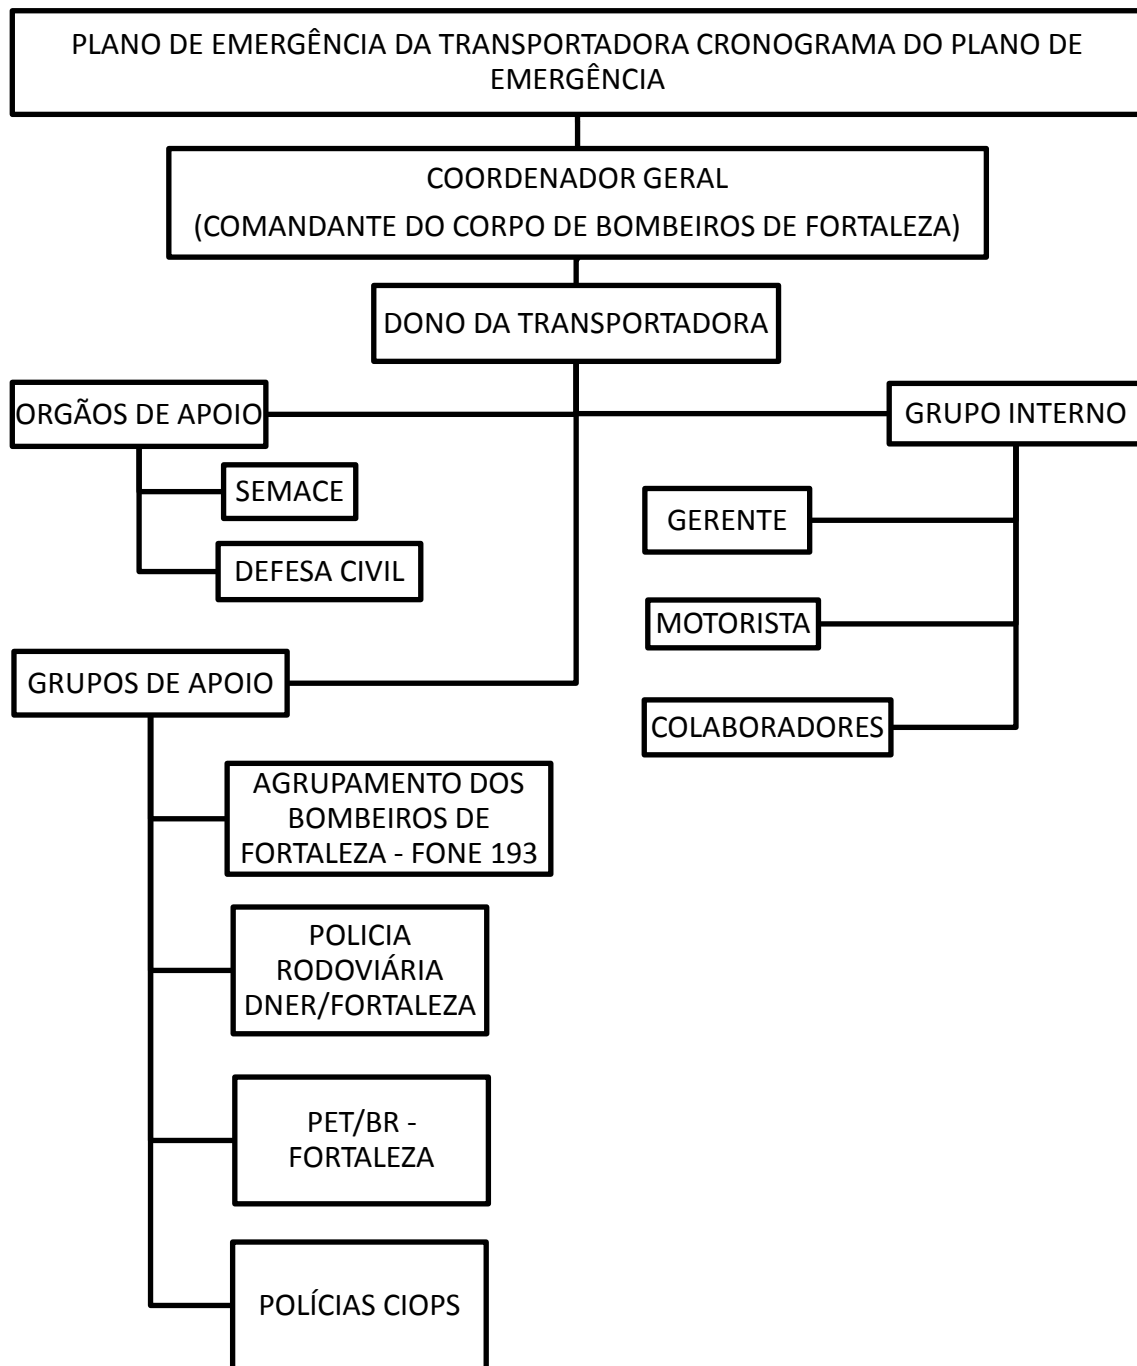 PLANO DE EMERGÊNCIA DA TRANSPORTADORA CRONOGRAMA DO PLANO DE
EMERGÊNCIA
COORDENADOR GERAL
(COMANDANTE DO CORPO DE BOMBEIROS DE FORTALEZA)
DONO DA TRANSPORTADORA
ORGÃOS DE APOIO
SEMACE
DEFESA CIVIL
GRUPO INTERNO
GERENTE
MOTORISTA
COLABORADORES
GRUPOS DE APOIO
AGRUPAMENTO DOS
BOMBEIROS DE
FORTALEZA - FONE 193
POLICIA
RODOVIÁRIA
DNER/FORTALEZA
PET/BR -
FORTALEZA
POLÍCIAS CIOPS